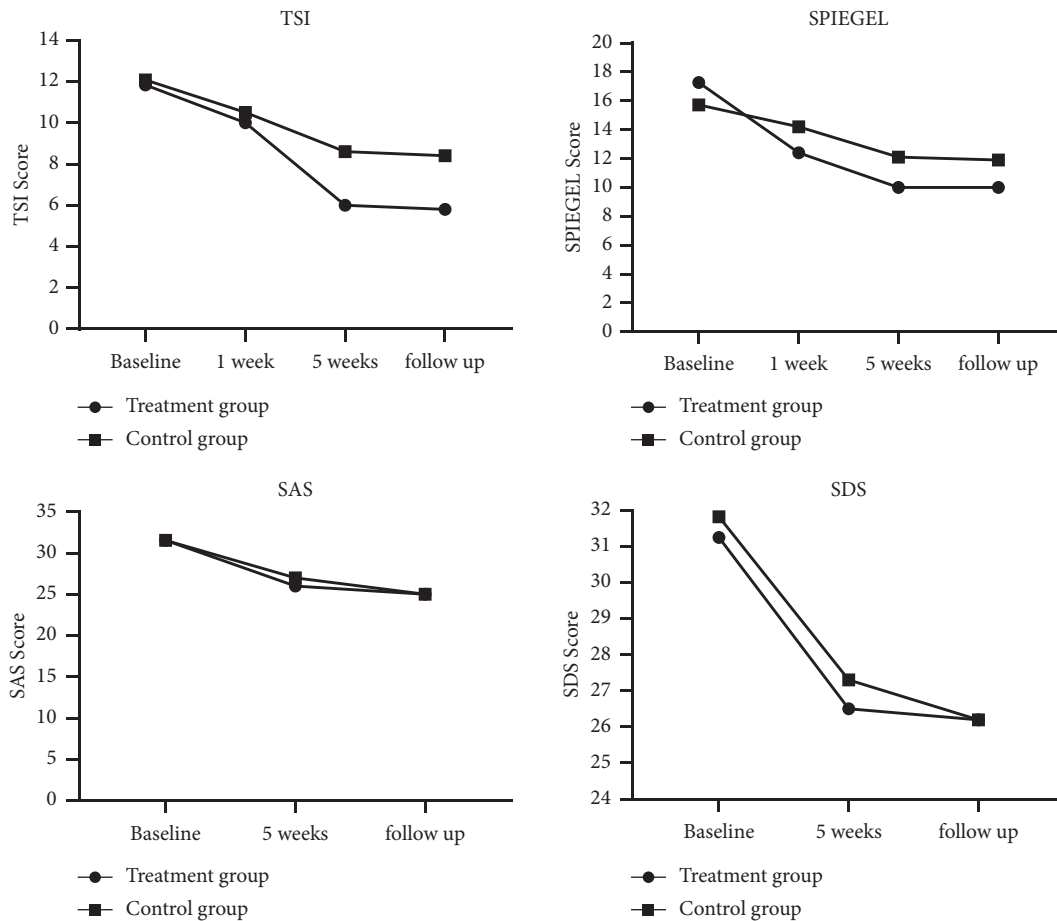 TSI
TSI Score
14
12
10
8
6
4
2
0
Baseline
1 week
5 weeks
follow up
Treatment group
Control group
SPIEGEL
SPIEGEL Score
20
18
16
14
12
10
8
6
4
2
0
Baseline
1 week
5 weeks
follow up
Treatment group
Control group
SAS
SAS Score
35
30
25
20
15
10
5
0
Baseline
5 weeks
follow up
Treatment group
Control group
SDS
SDS Score
32
31
30
29
28
27
26
25
24
Baseline
5 weeks
follow up
Treatment group
Control group